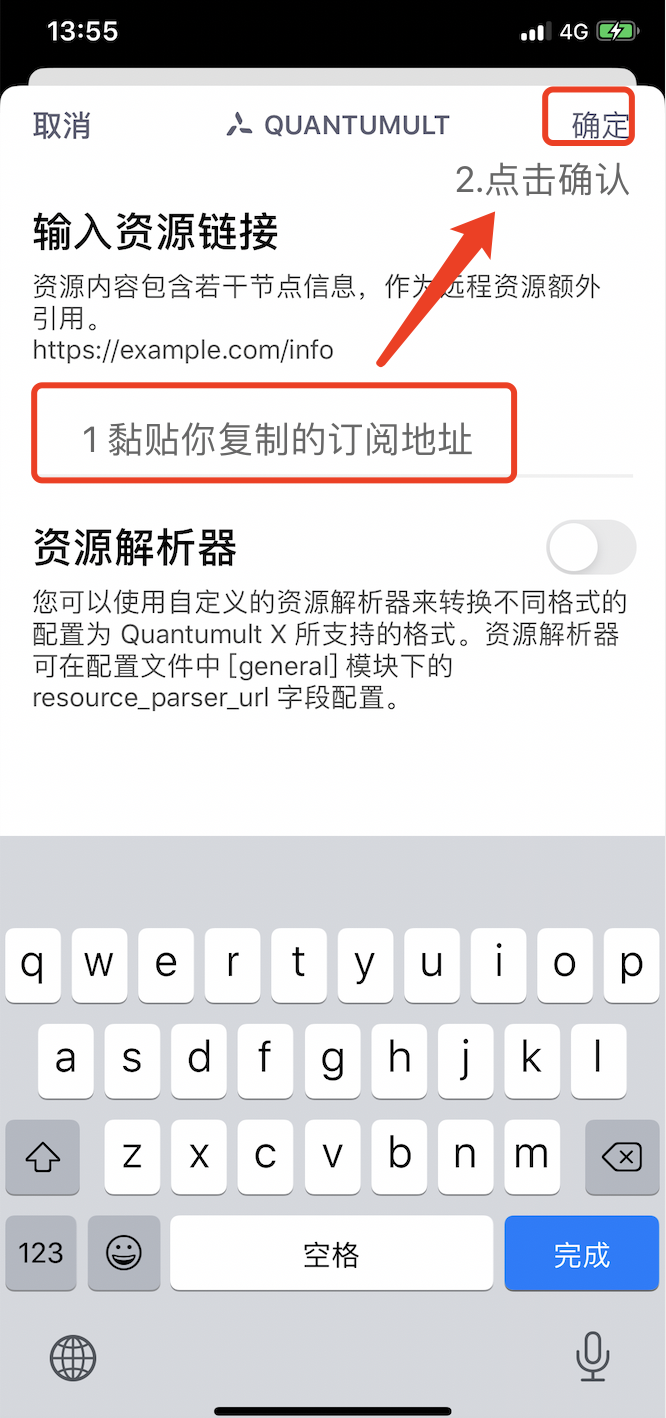 13:55
4G
取消
QUANTUMULT
确定
2.点击确认
输入资源链接
资源内容包含若干节点信息，作为远程资源额外
引用。
https://example.com/info
1 黏贴你复制的订阅地址
资源解析器
您可以使用自定义的资源解析器来转换不同格式的
配置为 Quantumult X 所支持的格式。资源解析器
可在配置文件中 [general] 模块下的
resource_parser_url 字段配置。
q w e r t y u i o p
a s d f g h j k l
z x c v b n m
123 空格 完成